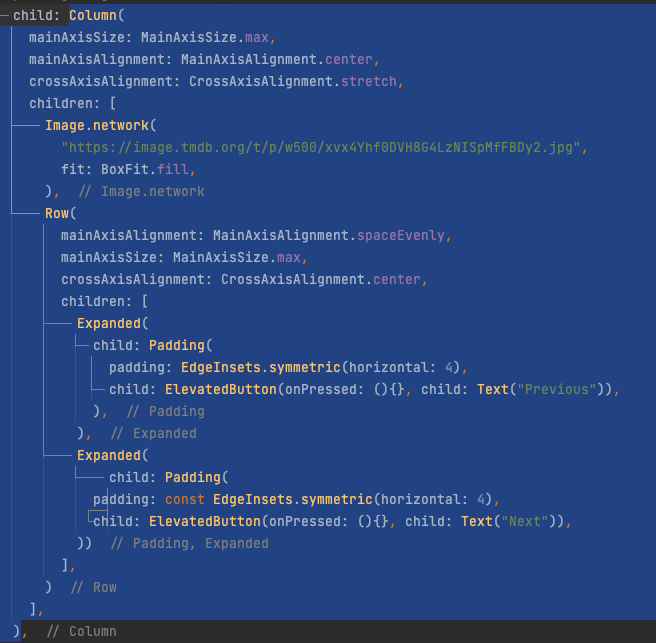 child: Column(
mainAxisSize: MainAxisSize.max,
mainAxisAlignment: MainAxisAlignment.center,
crossAxisAlignment: CrossAxisAlignment.stretch,
children: [
Image.network(
"https://image.tmdb.org/t/p/w500/xvx4Yhf0DVH8G4LzNISpMfFBDy2.jpg",
fit: BoxFit.fill,
), // Image.network
Row(
mainAxisAlignment: MainAxisAlignment.spaceEvenly,
mainAxisSize: MainAxisSize.max,
crossAxisAlignment: CrossAxisAlignment.center,
children: [
Expanded(
child: Padding(
padding: EdgeInsets.symmetric(horizontal: 4),
child: ElevatedButton(onPressed: (){}, child: Text("Previous")),
), // Padding
), // Expanded
Expanded(
child: Padding(
padding: const EdgeInsets.symmetric(horizontal: 4),
child: ElevatedButton(onPressed: (){}, child: Text("Next")),
)) // Padding, Expanded
],
) // Row
],
), // Column